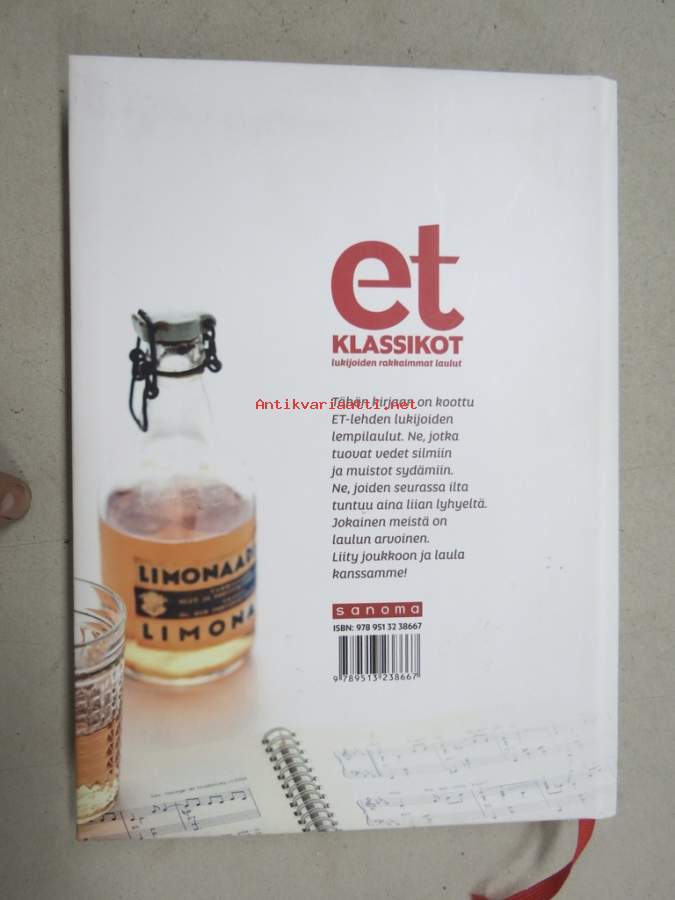 et
KLASSIKOT
lukijoiden rakkaimmat laulut
Tähän kirjaan on koottu
Antikvariaatti.net
ET-lehden lukijoiden
lempilaulut. Ne, jotka
tuovat vedet silmiin
ja muistot sydämiin.
Ne, joiden seurassa ilta
tuntuu aina liian lyhyeltä.
Jokainen meistä on
laulun arvoinen.
Liity joukkoon ja laula
kanssamme!
LIMONAAD
LIMONA
sanoma
ISBN: 978 951 32 38667
9 789513 238667